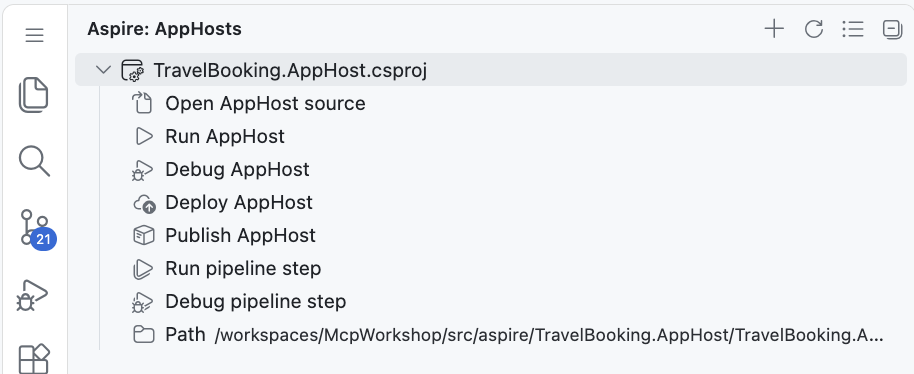 Aspire: AppHosts
TravelBooking.AppHost.csproj
Open AppHost source
Run AppHost
Debug AppHost
21
Deploy AppHost
Publish AppHost
Run pipeline step
Debug pipeline step
Path /workspaces/McpWorkshop/src/aspire/TravelBooking.AppHost/TravelBooking.A...